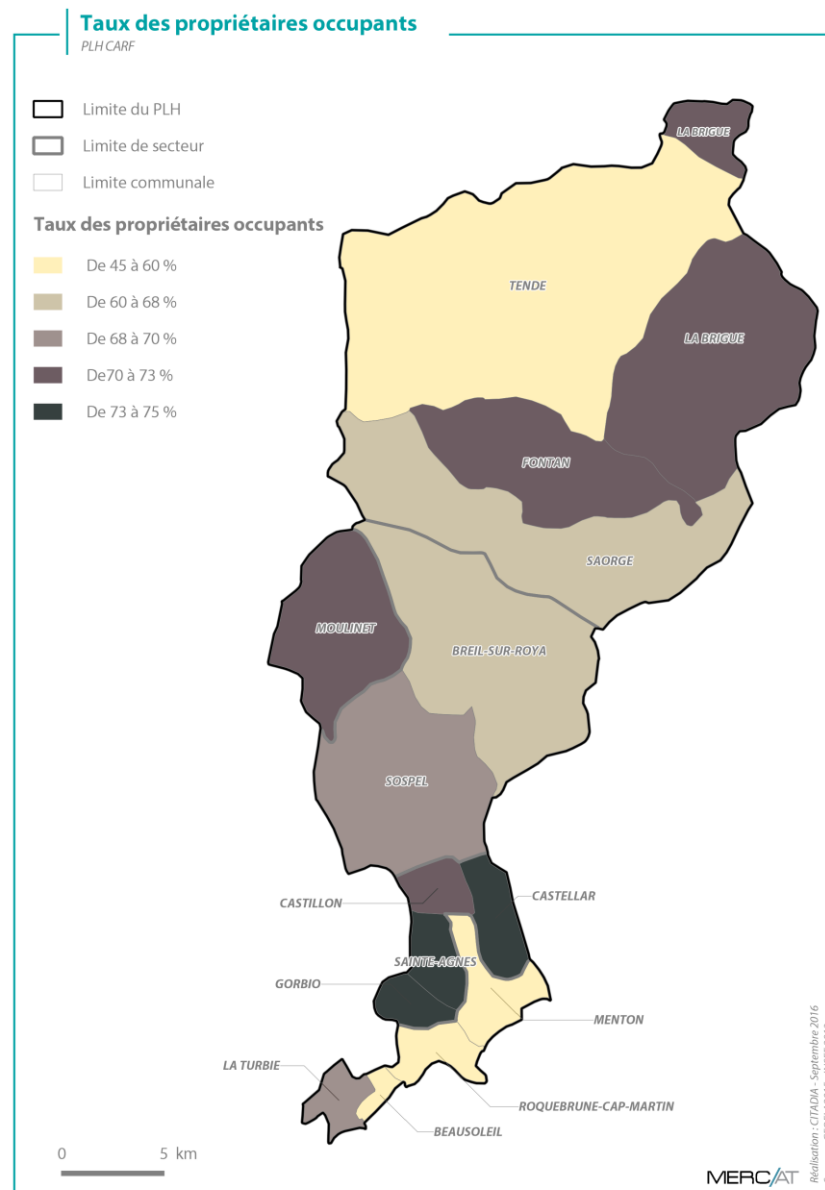 Taux des propriétaires occupants
PLH CARF
Limite du PLH
Limite de secteur
Limite communale
Taux des propriétaires occupants
De 45 à 60 %
De 60 à 68 %
De 68 à 70 %
De70 à 73 %
De 73 à 75 %
LA BRIGUE
TENDE
LA BRIGUE
FONTAN
SAORGE
MOULINET
BREIL-SUR-ROYA
SOSPEL
CASTILLON
CASTELLAR
SAINTE-AGNES
GORBIO
MENTON
LA TURBIE
ROQUEBRUNE-CAP-MARTIN
BEAUSOLEIL
0 5 km
MERC/AT
Réalisation : CITADIA - Septembre 2016